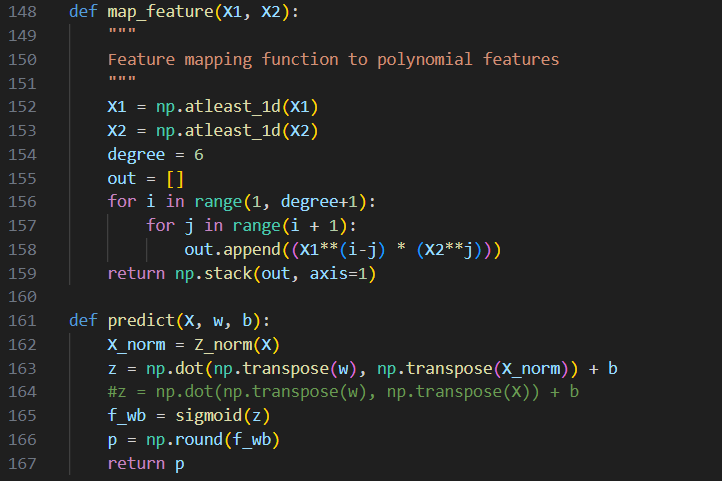 148 def map_feature(X1, X2):
149     """
150     Feature mapping function to polynomial features
151     """
152     X1 = np.atleast_1d(X1)
153     X2 = np.atleast_1d(X2)
154     degree = 6
155     out = []
156     for i in range(1, degree+1):
157         for j in range(i + 1):
158             out.append((X1**(i-j) * (X2**j)))
159     return np.stack(out, axis=1)
160
161 def predict(X, w, b):
162     X_norm = Z_norm(X)
163     z = np.dot(np.transpose(w), np.transpose(X_norm)) + b
164     #z = np.dot(np.transpose(w), np.transpose(X)) + b
165     f_wb = sigmoid(z)
166     p = np.round(f_wb)
167     return p